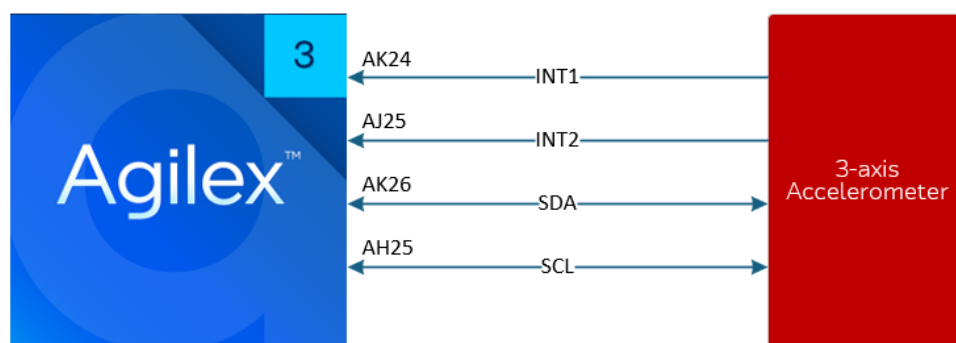 3
AK24
INT1
AJ25
INT2
Agilex™
AK26
SDA
AH25
SCL
3-axis
Accelerometer